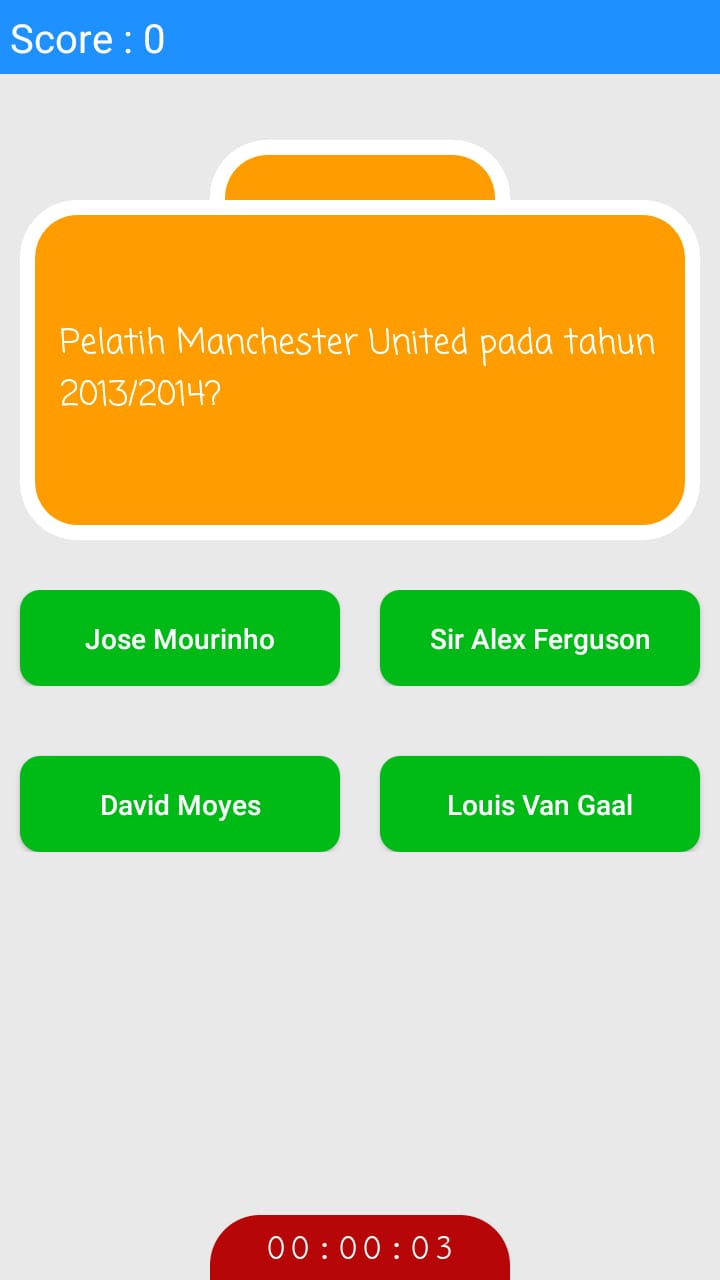 Score : 0
Pelatih Manchester United pada tahun
2013/2014?
Jose Mourinho
Sir Alex Ferguson
David Moyes
Louis Van Gaal
00:00:03